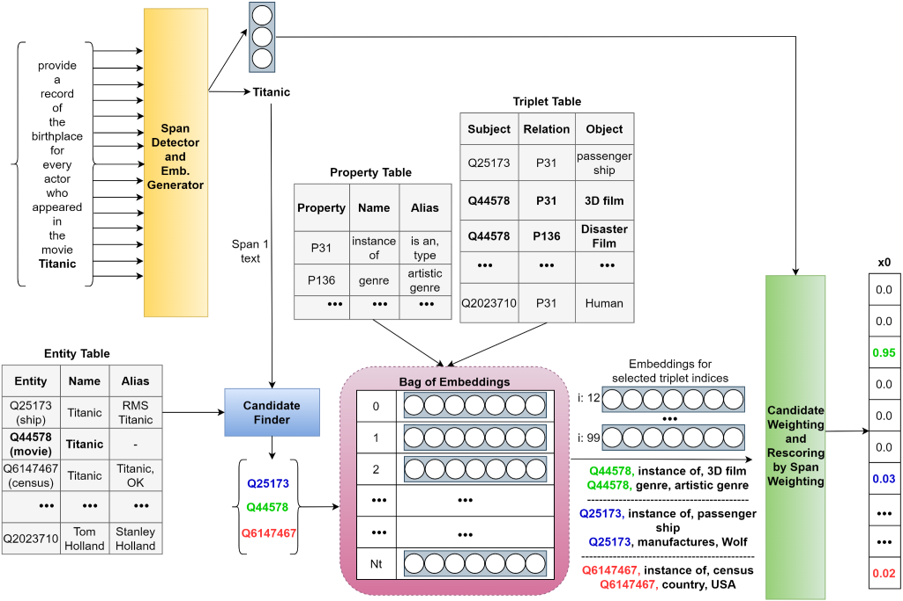 provide
a
record
of
the
birthplace
for
every
actor
who
appeared
in
the
movie
Titanic
Span
Detector
and
Emb.
Generator
Titanic
Span 1
text
Property Table
Property Name Alias
P31 instance of is an, type
P136 genre artistic genre
••• ••• •••
Triplet Table
Subject Relation Object
Q25173 P31 passenger ship
Q44578 P31 3D film
Q44578 P136 Disaster Film
••• ••• •••
Q2023710 P31 Human
Entity Table
Entity Name Alias
Q25173 (ship) Titanic RMS Titanic
Q44578 (movie) Titanic -
Q6147467 (census) Titanic Titanic, OK
••• ••• •••
Q2023710 Tom Holland Stanley Holland
Candidate
Finder
Q25173
Q44578
Q6147467
Bag of Embeddings
0
1
2
••• •••
••• •••
Nt
Embeddings for
selected triplet indices
i: 12
•••
i: 99
Q44578, instance of, 3D film
Q44578, genre, artistic genre
Q25173, instance of, passenger
ship
Q25173, manufactures, Wolf
Q6147467, instance of, census
Q6147467, country, USA
Candidate
Weighting
and
Rescoring
by Span
Weighting
x0
0.0
0.0
0.95
0.0
0.0
0.0
0.03
•••
•••
0.02